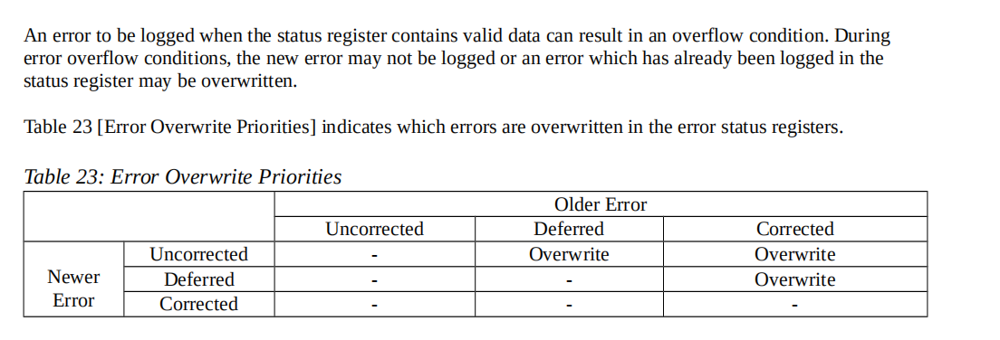 An error to be logged when the status register contains valid data can result in an overflow condition. During
error overflow conditions, the new error may not be logged or an error which has already been logged in the
status register may be overwritten.
Table 23 [Error Overwrite Priorities] indicates which errors are overwritten in the error status registers.
Table 23: Error Overwrite Priorities
Older Error
Uncorrected Deferred Corrected
Newer Error
Uncorrected - Overwrite Overwrite
Deferred - - Overwrite
Corrected - - -